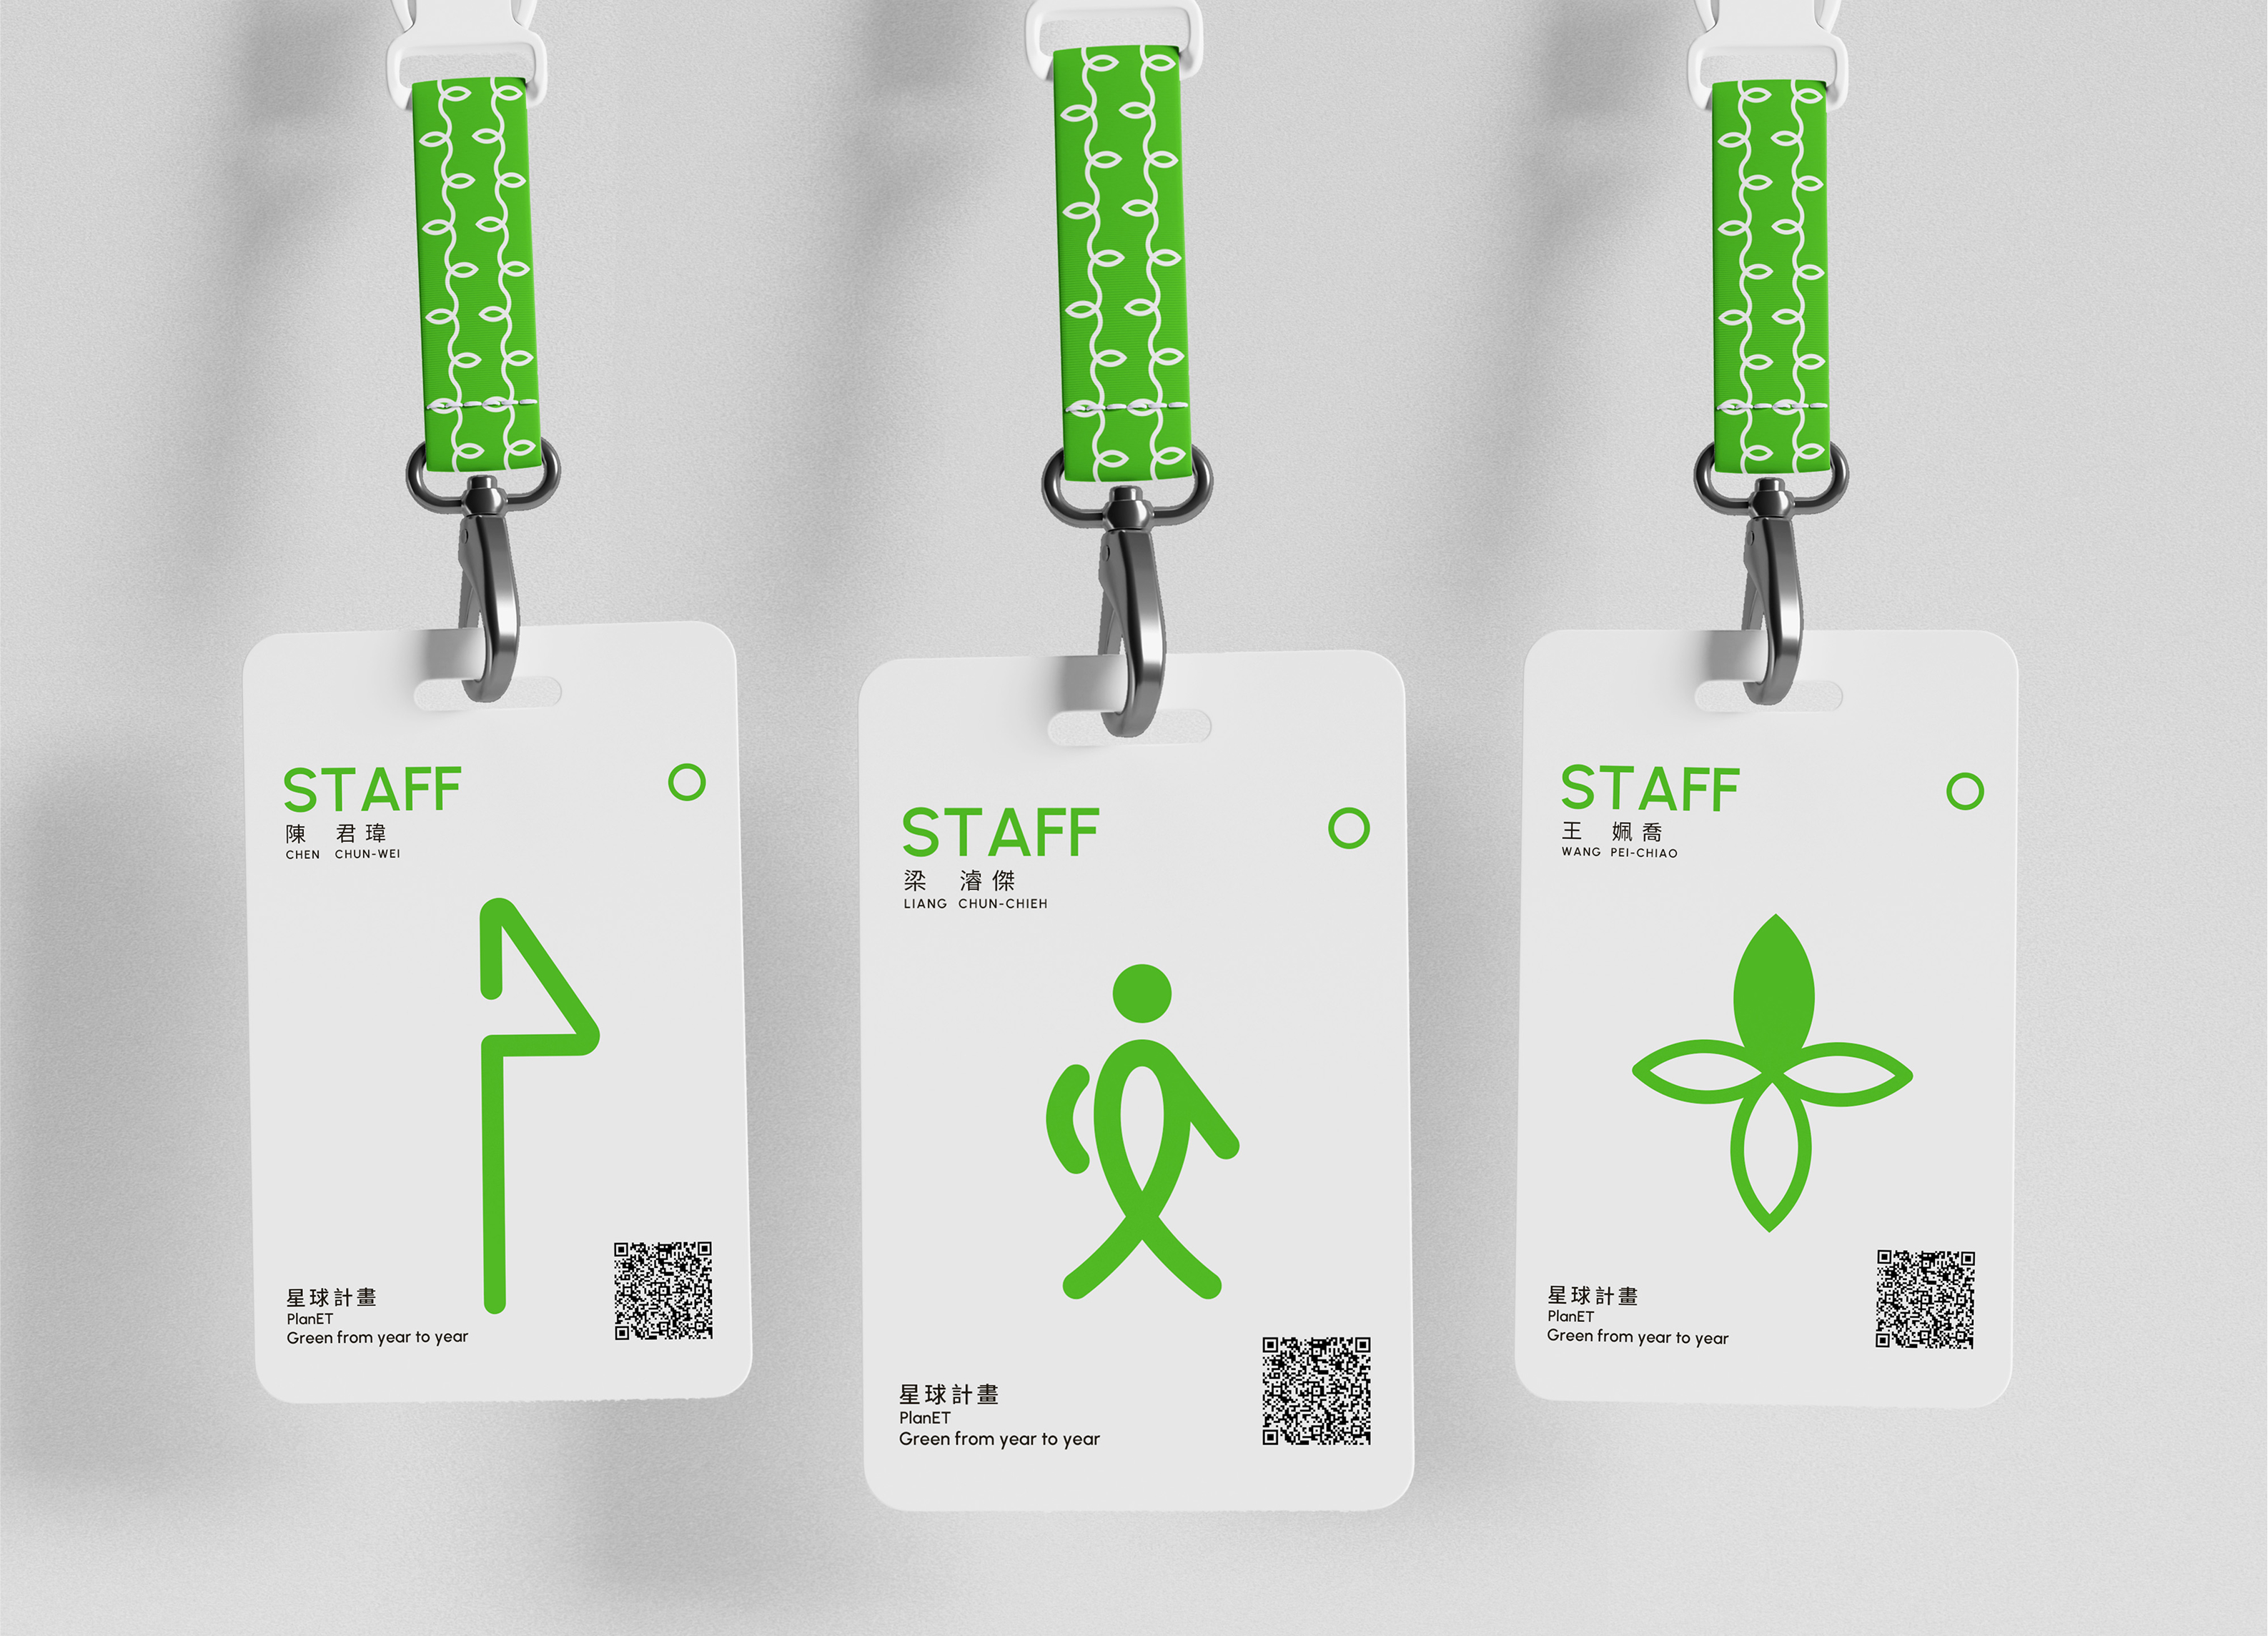 STAFF
陳 君瑋
CHEN CHUN-WEI
星球計畫
PlanET
Green from year to year
STAFF
梁 濬傑
LIANG CHUN-CHIEH
星球計畫
PlanET
Green from year to year
STAFF
王 姵喬
WANG PEI-CHIAO
星球計畫
PlanET
Green from year to year